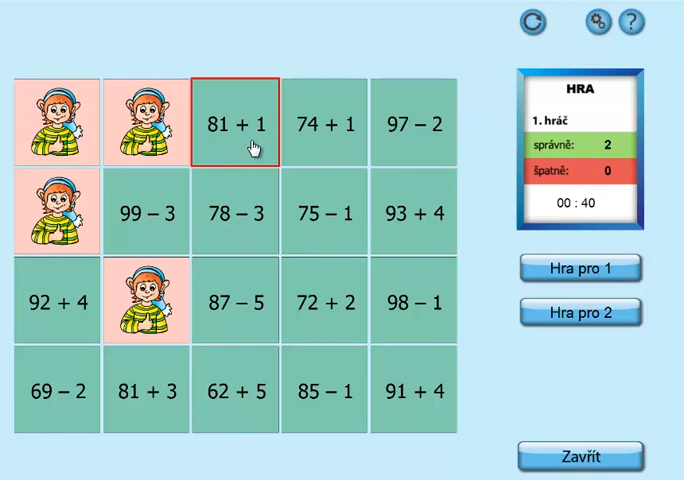 ?
81 + 1
74 + 1
97 – 2
99 – 3
78 – 3
75 – 1
93 + 4
92 + 4
87 – 5
72 + 2
98 – 1
69 – 2
81 + 3
62 + 5
85 – 1
91 + 4
HRA
1. hráč
správně: 2
špatně: 0
00 : 40
Hra pro 1
Hra pro 2
Zavřít